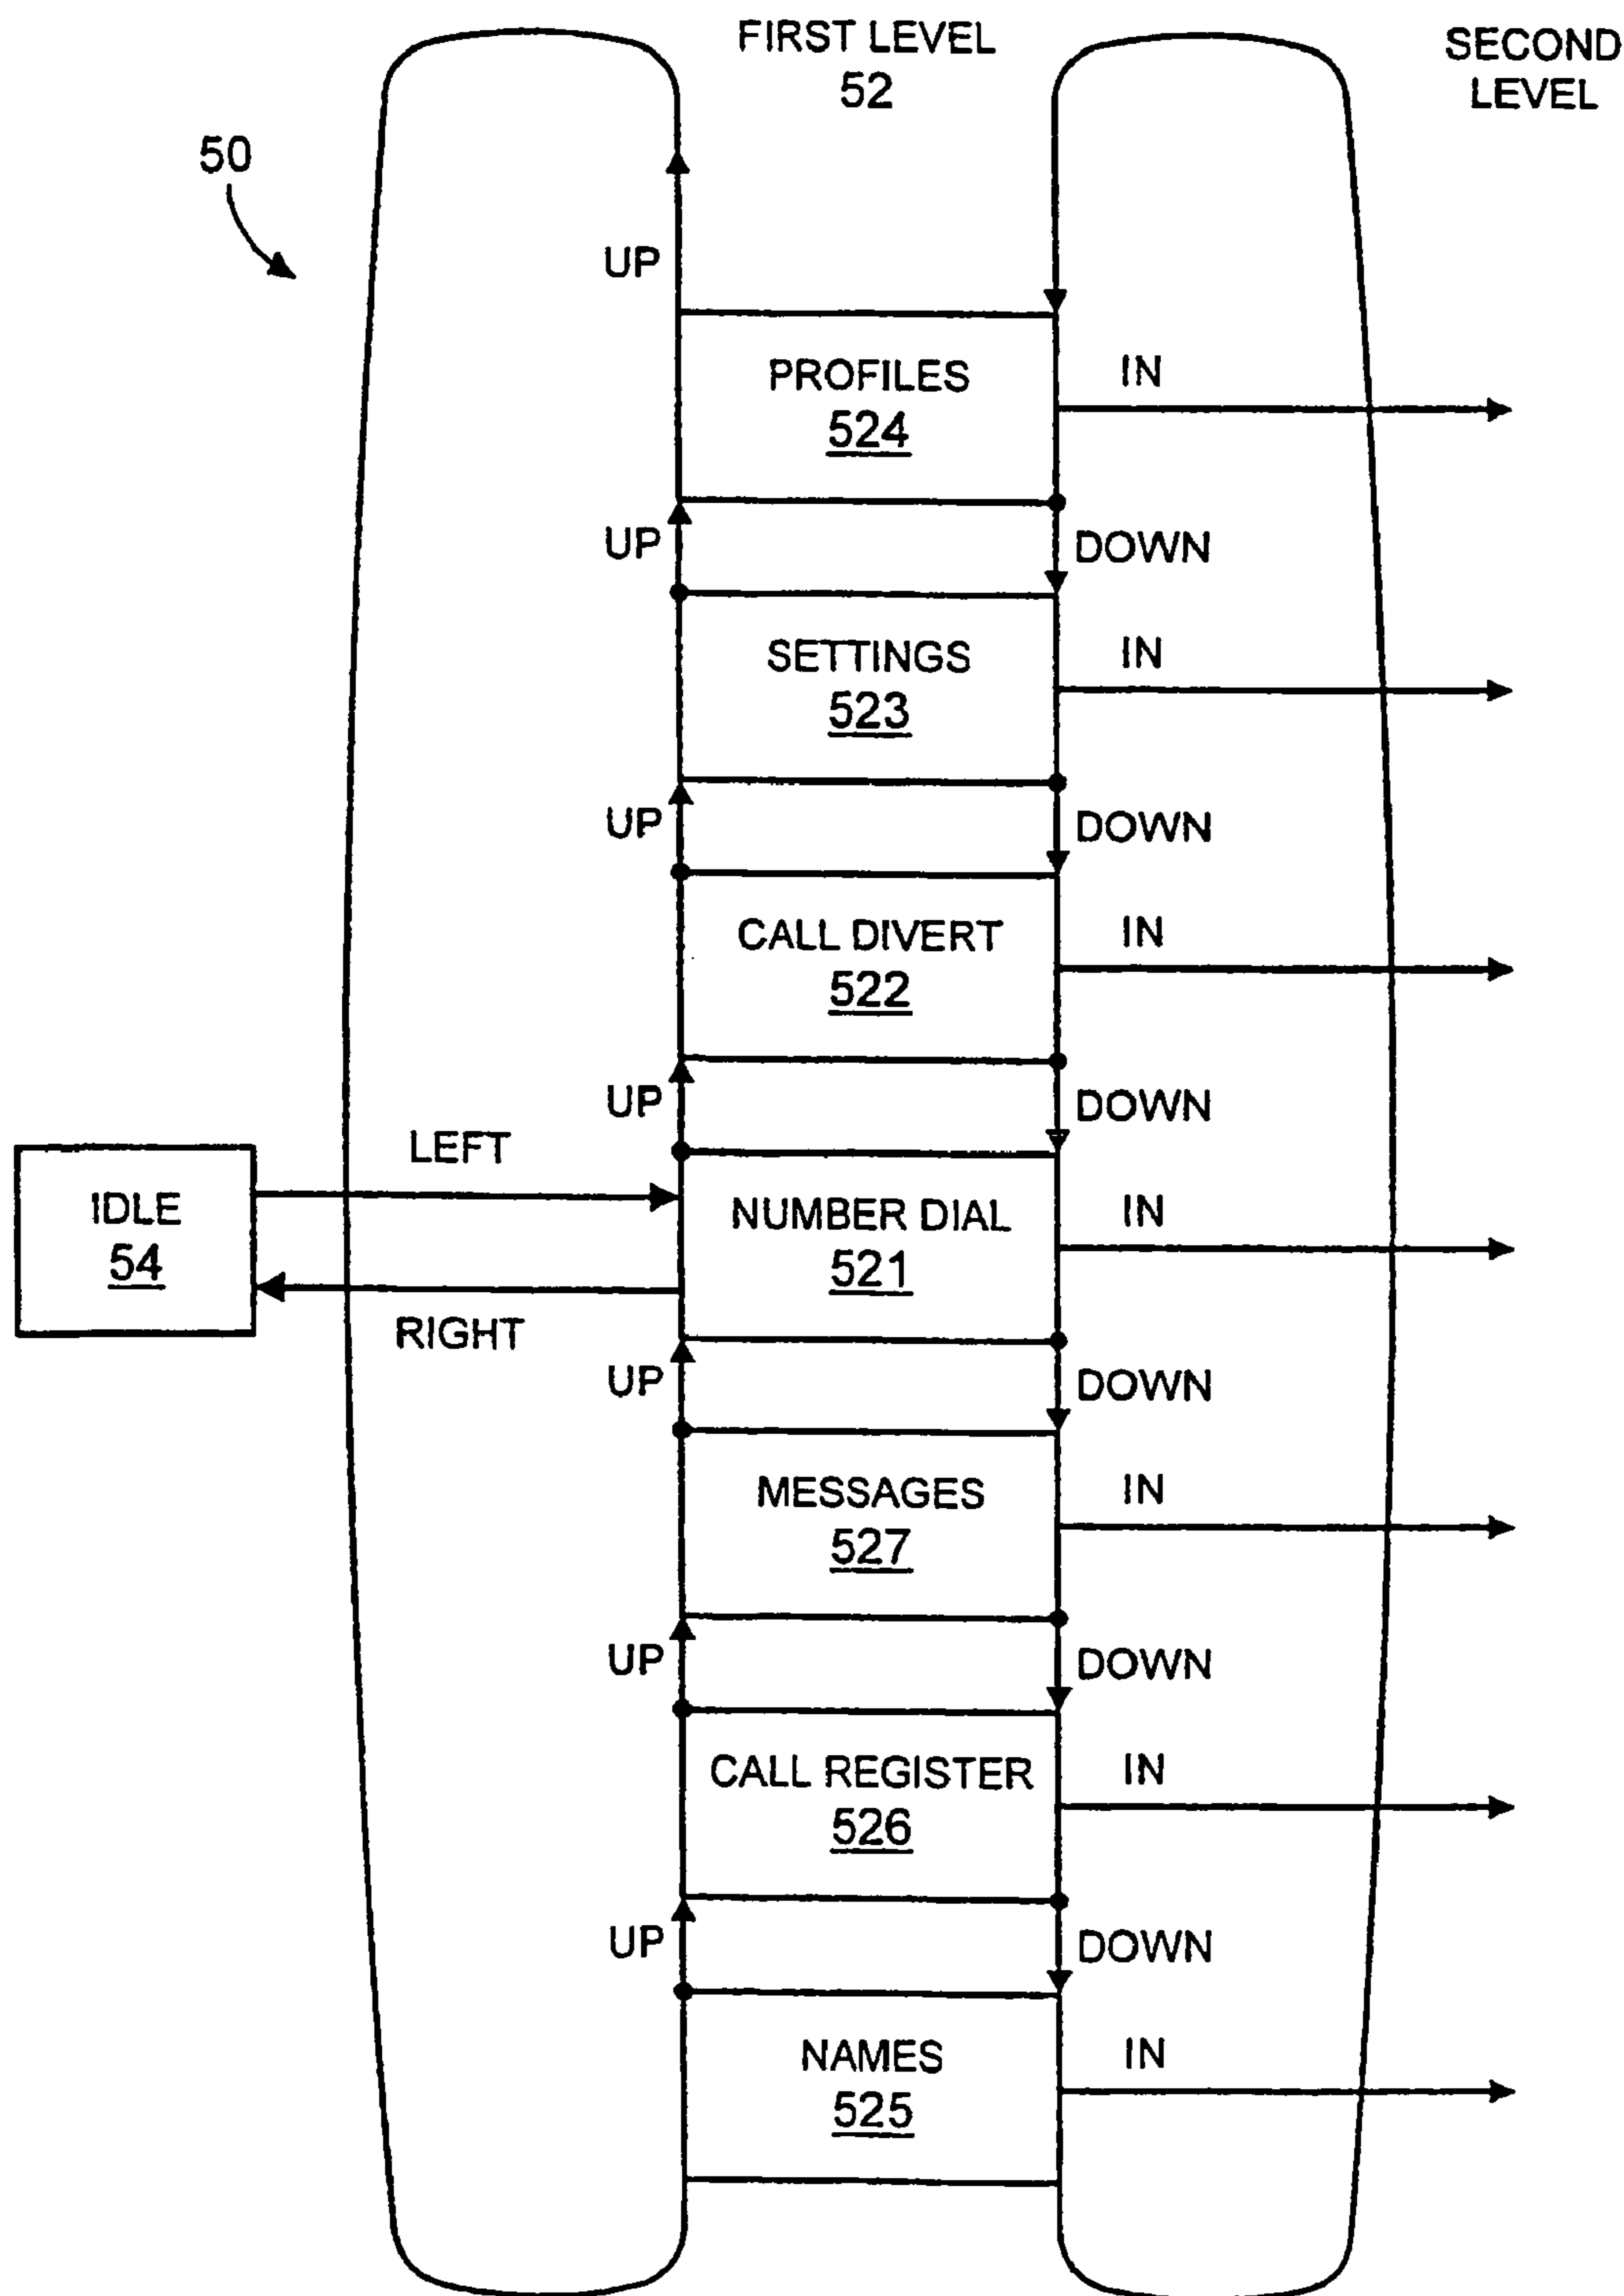 FIRST LEVEL
52
SECOND
LEVEL
50
UP
PROFILES
524
IN
UP
DOWN
SETTINGS
523
IN
UP
DOWN
CALL DIVERT
522
IN
UP
DOWN
IDLE
54
LEFT
RIGHT
NUMBER DIAL
521
IN
UP
DOWN
MESSAGES
527
IN
UP
DOWN
CALL REGISTER
526
IN
UP
DOWN
NAMES
525
IN